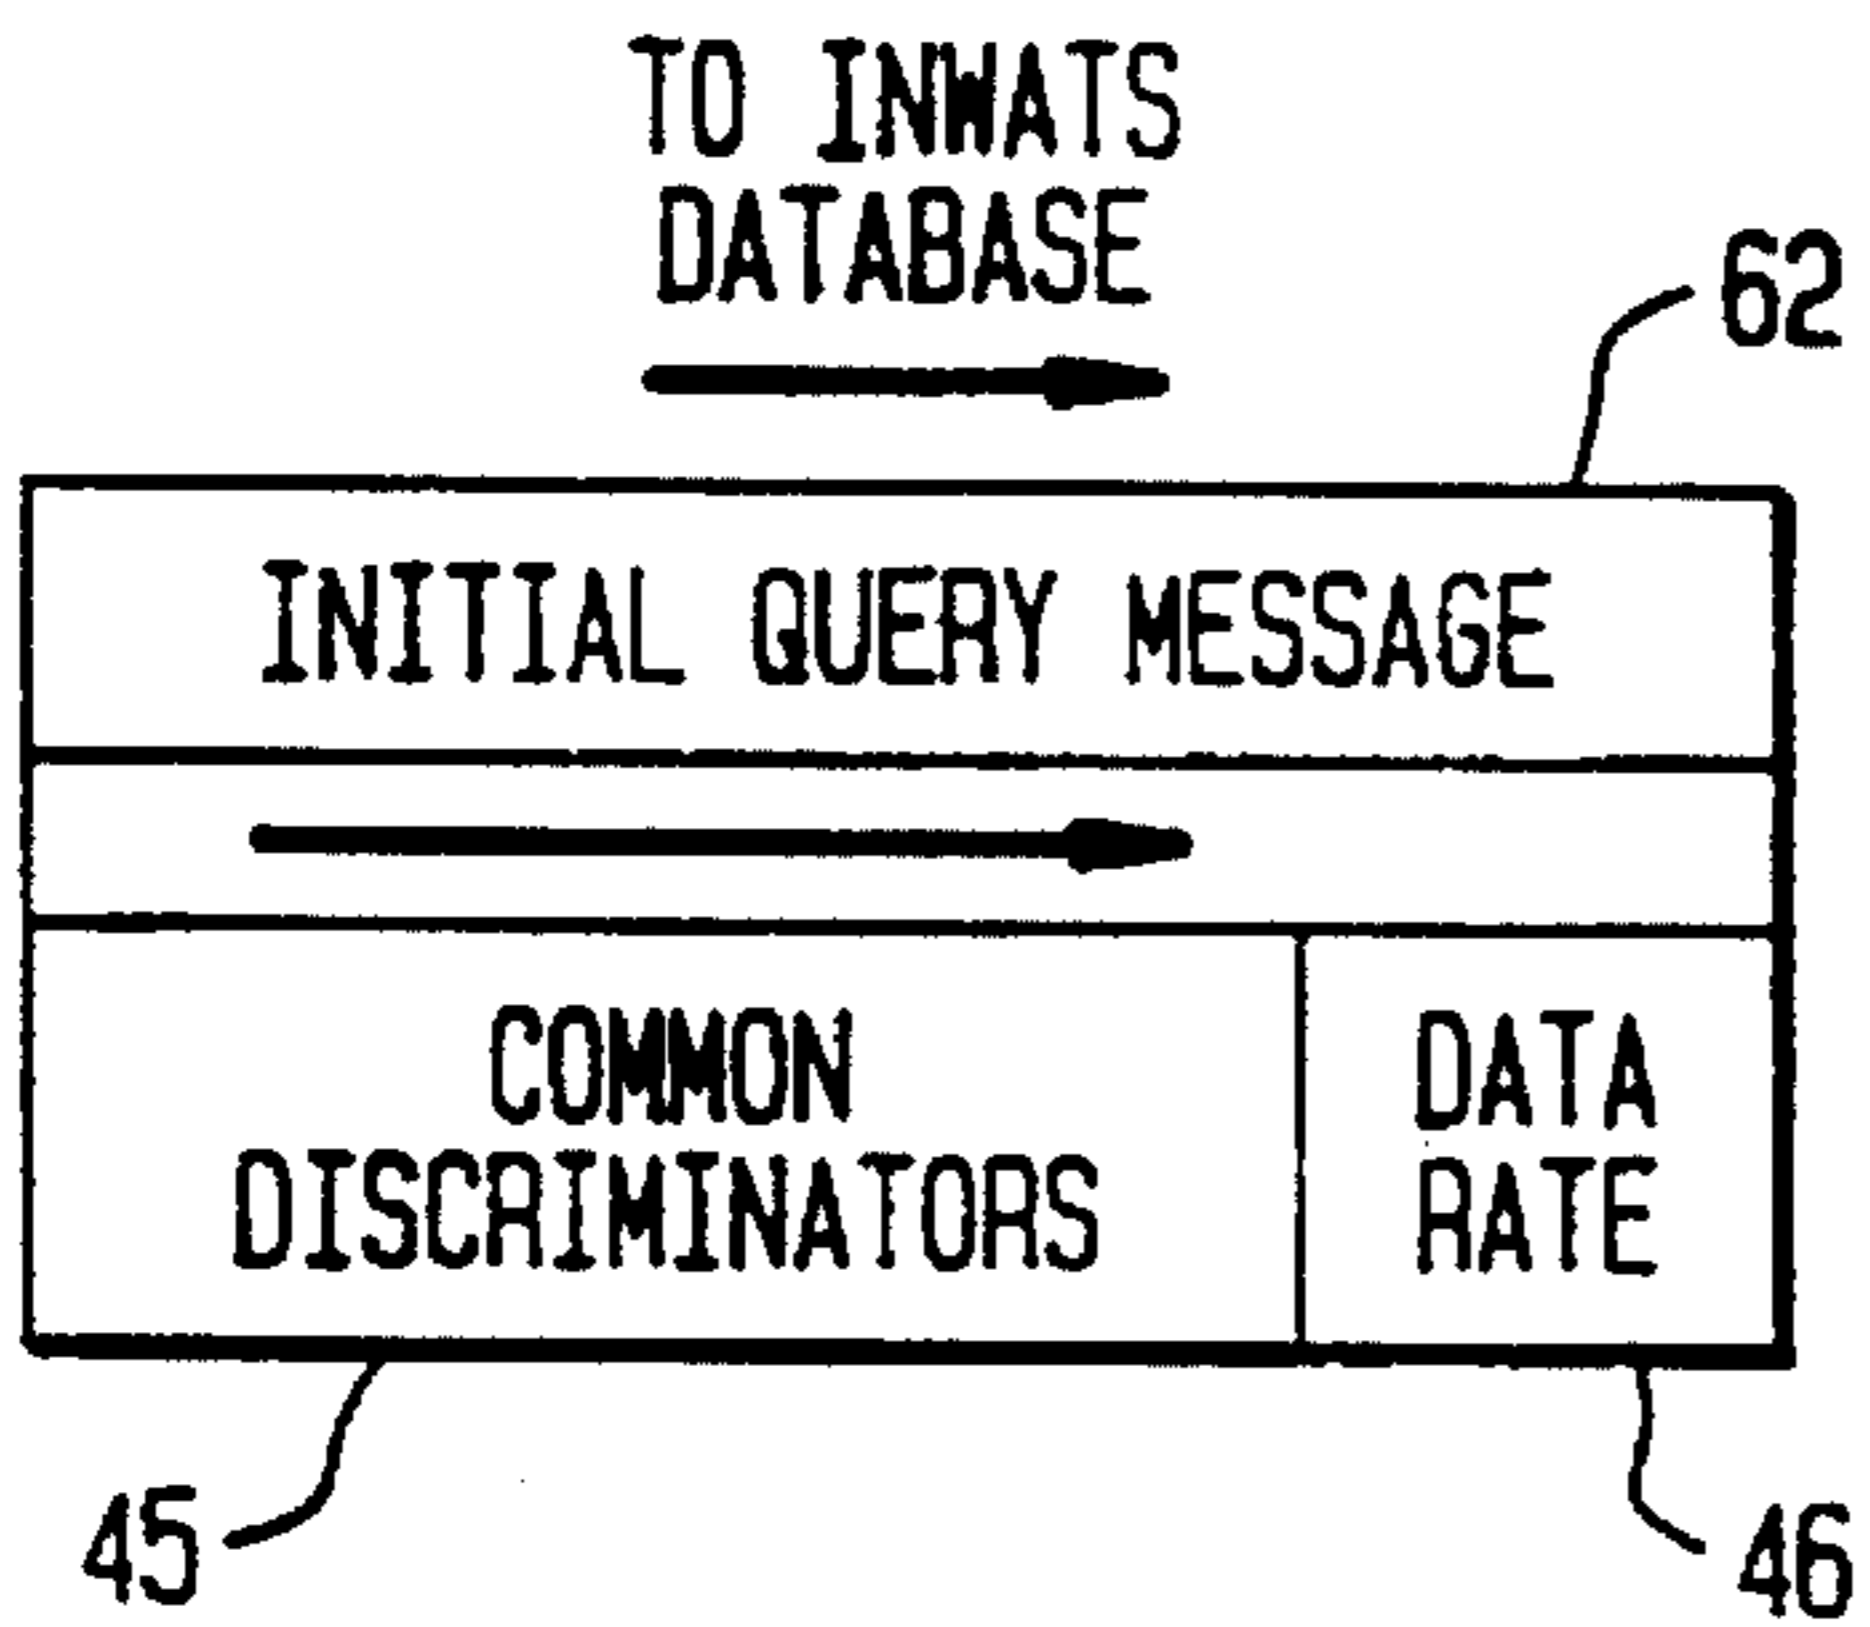 TO INWATS
DATABASE
62
INITIAL QUERY MESSAGE
COMMON
DISCRIMINATORS
DATA
RATE
45
46